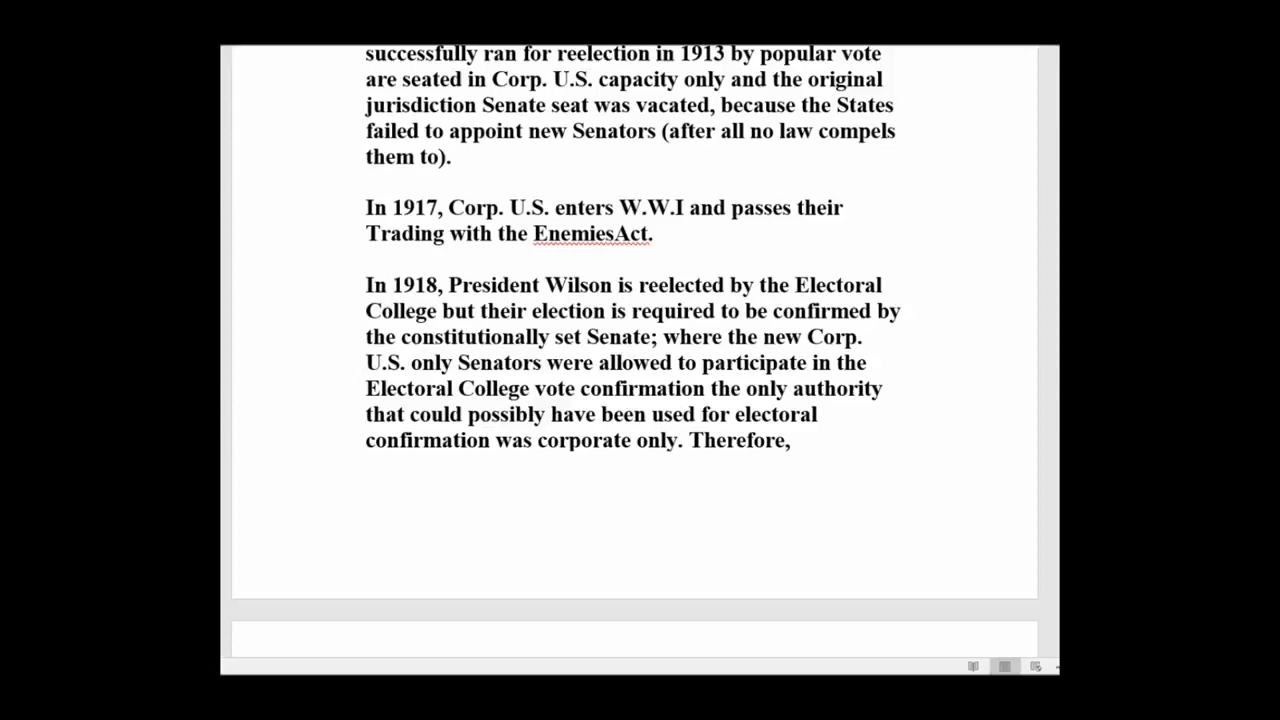 successfully ran for reelection in 1913 by popular vote
are seated in Corp. U.S. capacity only and the original
jurisdiction Senate seat was vacated, because the States
failed to appoint new Senators (after all no law compels
them to).
In 1917, Corp. U.S. enters W.W.I and passes their
Trading with the EnemiesAct.
In 1918, President Wilson is reelected by the Electoral
College but their election is required to be confirmed by
the constitutionally set Senate; where the new Corp.
U.S. only Senators were allowed to participate in the
Electoral College vote confirmation the only authority
that could possibly have been used for electoral
confirmation was corporate only. Therefore,